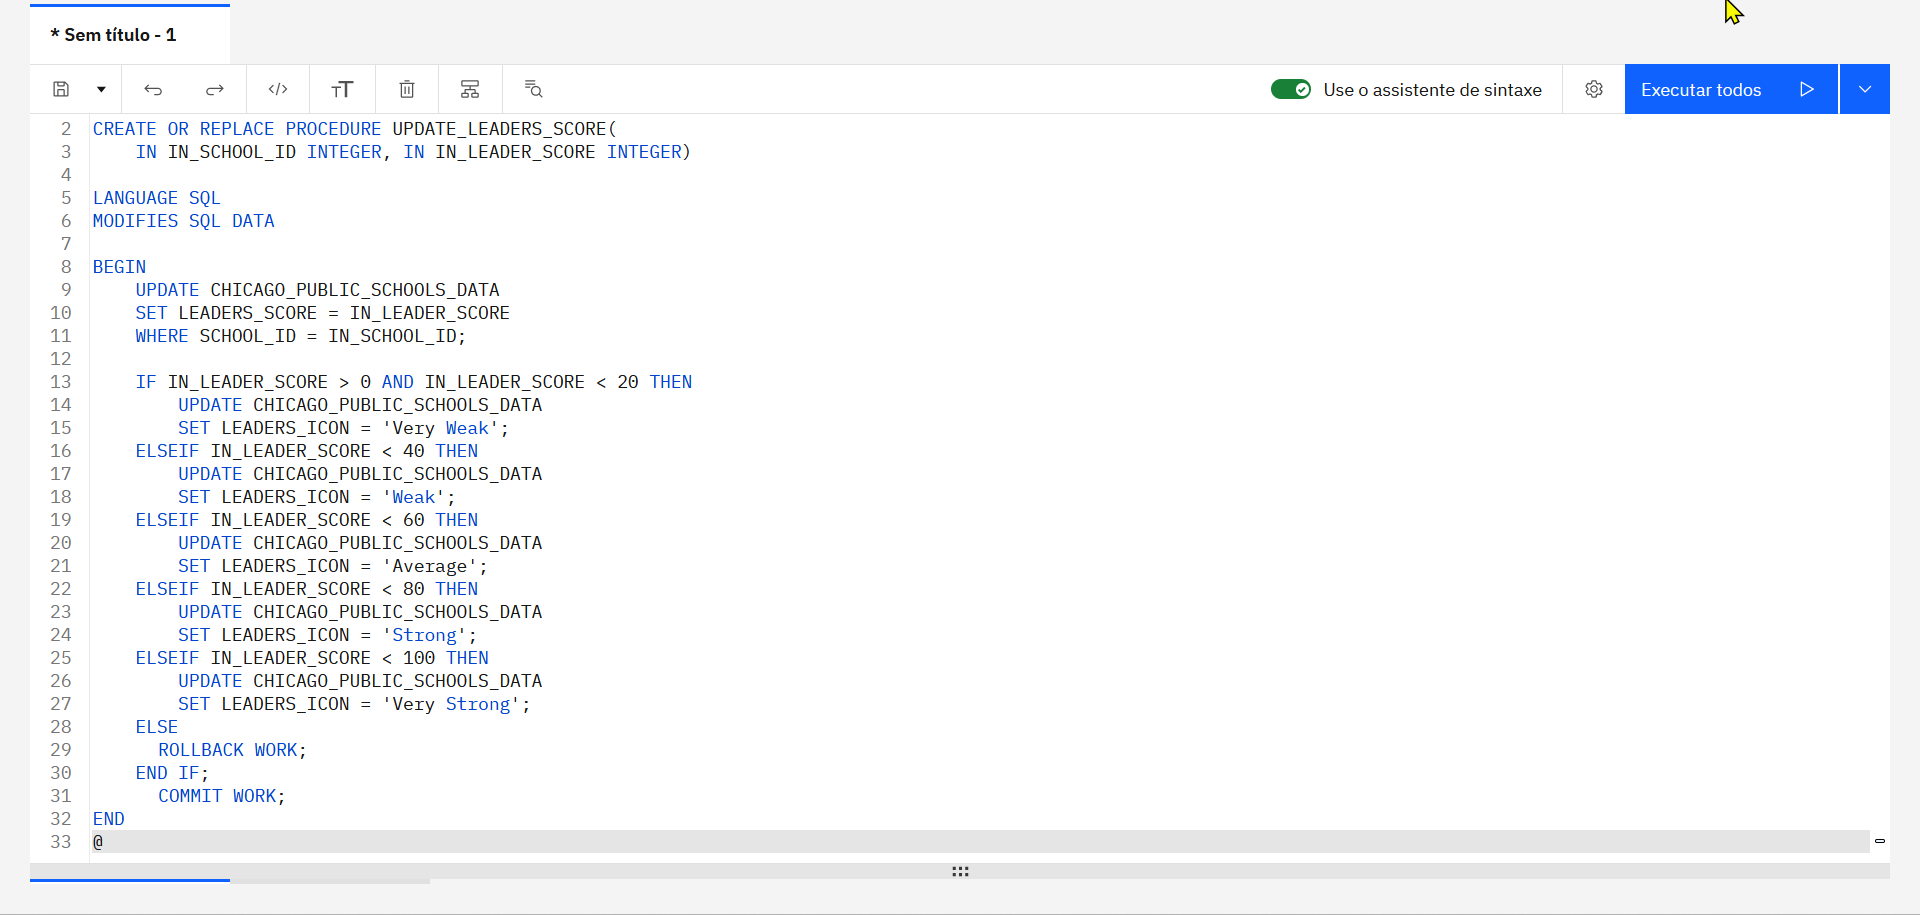 * Sem título - 1
</> TT Use o assistente de sintaxe Executar todos
2 CREATE OR REPLACE PROCEDURE UPDATE_LEADERS_SCORE(
3 IN IN_SCHOOL_ID INTEGER, IN IN_LEADER_SCORE INTEGER)
4
5 LANGUAGE SQL
6 MODIFIES SQL DATA
7
8 BEGIN
9 UPDATE CHICAGO_PUBLIC_SCHOOLS_DATA
10 SET LEADERS_SCORE = IN_LEADER_SCORE
11 WHERE SCHOOL_ID = IN_SCHOOL_ID;
12
13 IF IN_LEADER_SCORE > 0 AND IN_LEADER_SCORE < 20 THEN
14 UPDATE CHICAGO_PUBLIC_SCHOOLS_DATA
15 SET LEADERS_ICON = 'Very Weak';
16 ELSEIF IN_LEADER_SCORE < 40 THEN
17 UPDATE CHICAGO_PUBLIC_SCHOOLS_DATA
18 SET LEADERS_ICON = 'Weak';
19 ELSEIF IN_LEADER_SCORE < 60 THEN
20 UPDATE CHICAGO_PUBLIC_SCHOOLS_DATA
21 SET LEADERS_ICON = 'Average';
22 ELSEIF IN_LEADER_SCORE < 80 THEN
23 UPDATE CHICAGO_PUBLIC_SCHOOLS_DATA
24 SET LEADERS_ICON = 'Strong';
25 ELSEIF IN_LEADER_SCORE < 100 THEN
26 UPDATE CHICAGO_PUBLIC_SCHOOLS_DATA
27 SET LEADERS_ICON = 'Very Strong';
28 ELSE
29 ROLLBACK WORK;
30 END IF;
31 COMMIT WORK;
32 END
33 @